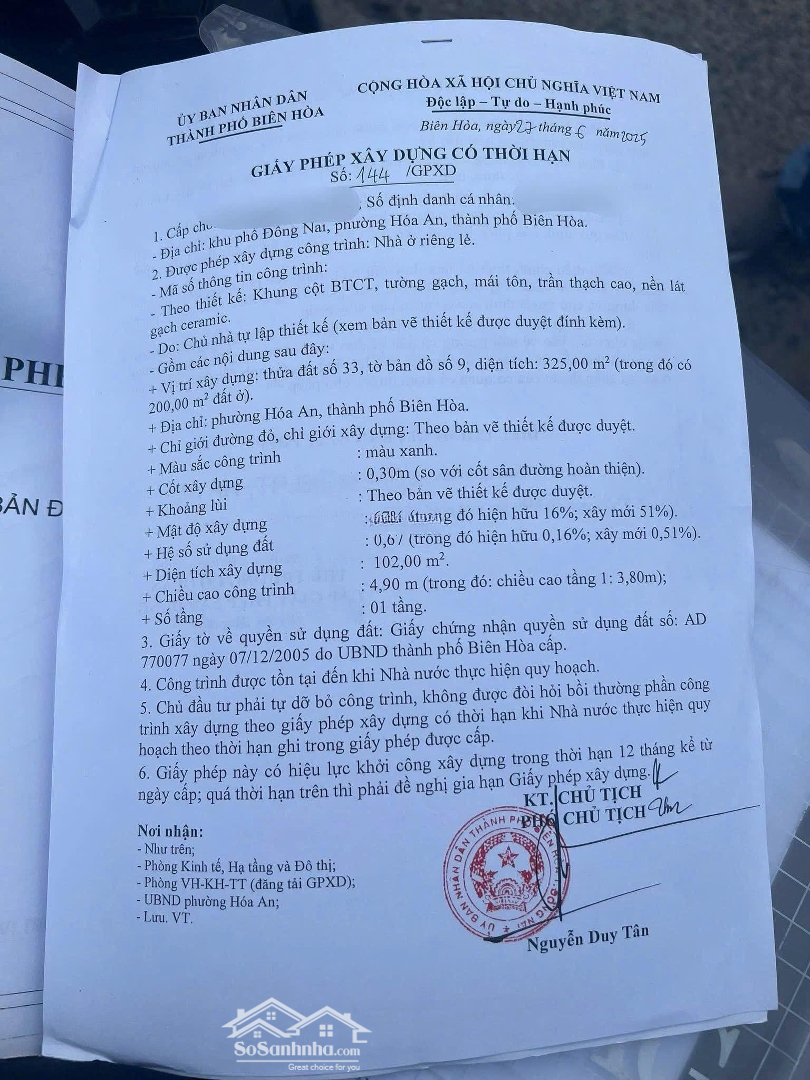 ỦY BAN NHÂN DÂN
THÀNH PHỐ BIÊN HÒA
CỘNG HÒA XÃ HỘI CHỦ NGHĨA VIỆT NAM
Độc lập – Tự do – Hạnh phúc
Biên Hòa, ngày 27 tháng 6 năm 2025
GIẤY PHÉP XÂY DỰNG CÓ THỜI HẠN
Số: 144 /GPXD
1. Cấp cho: . Số định danh cá nhân:
- Địa chỉ: khu phố Đồng Nai, phường Hóa An, thành phố Biên Hòa.
2. Được phép xây dựng công trình: Nhà ở riêng lẻ.
- Mã số thông tin công trình:
- Theo thiết kế: Khung cột BTCT, tường gạch, mái tôn, trần thạch cao, nền lát
gạch ceramic.
- Do: Chủ nhà tự lập thiết kế (xem bản vẽ thiết kế được duyệt đính kèm).
- Gồm các nội dung sau đây:
+ Vị trí xây dựng: thửa đất số 33, tờ bản đồ số 9, diện tích: 325,00 m² (trong đó có
200,00 m² đất ở).
+ Địa chỉ: phường Hóa An, thành phố Biên Hòa.
+ Chỉ giới đường đỏ, chỉ giới xây dựng: Theo bản vẽ thiết kế được duyệt.
+ Màu sắc công trình : màu xanh.
+ Cốt xây dựng : 0,30m (so với cốt sân đường hoàn thiện).
+ Khoảng lùi : Theo bản vẽ thiết kế được duyệt.
+ Mật độ xây dựng : đó hiện hữu 16%; xây mới 51%).
+ Hệ số sử dụng đất : 0,67 (trong đó hiện hữu 0,16%; xây mới 0,51%).
+ Diện tích xây dựng : 102,00 m².
+ Chiều cao công trình : 4,90 m (trong đó: chiều cao tầng 1: 3,80m);
+ Số tầng : 01 tầng.
3. Giấy tờ về quyền sử dụng đất: Giấy chứng nhận quyền sử dụng đất số: AD
770077 ngày 07/12/2005 do UBND thành phố Biên Hòa cấp.
4. Công trình được tồn tại đến khi Nhà nước thực hiện quy hoạch.
5. Chủ đầu tư phải tự dỡ bỏ công trình, không được đòi hỏi bồi thường phần công
trình xây dựng theo giấy phép xây dựng có thời hạn khi Nhà nước thực hiện quy
hoạch theo thời hạn ghi trong giấy phép được cấp.
6. Giấy phép này có hiệu lực khởi công xây dựng trong thời hạn 12 tháng kể từ
ngày cấp; quá thời hạn trên thì phải đề nghị gia hạn Giấy phép xây dựng.
KT. CHỦ TỊCH
PHÓ CHỦ TỊCH
Nơi nhận:
- Như trên;
- Phòng Kinh tế, Hạ tầng và Đô thị;
- Phòng VH-KH-TT (đăng tải GPXD);
- UBND phường Hóa An;
- Lưu. VT.
Nguyễn Duy Tân
SoSanhnha.com
Great choice for you